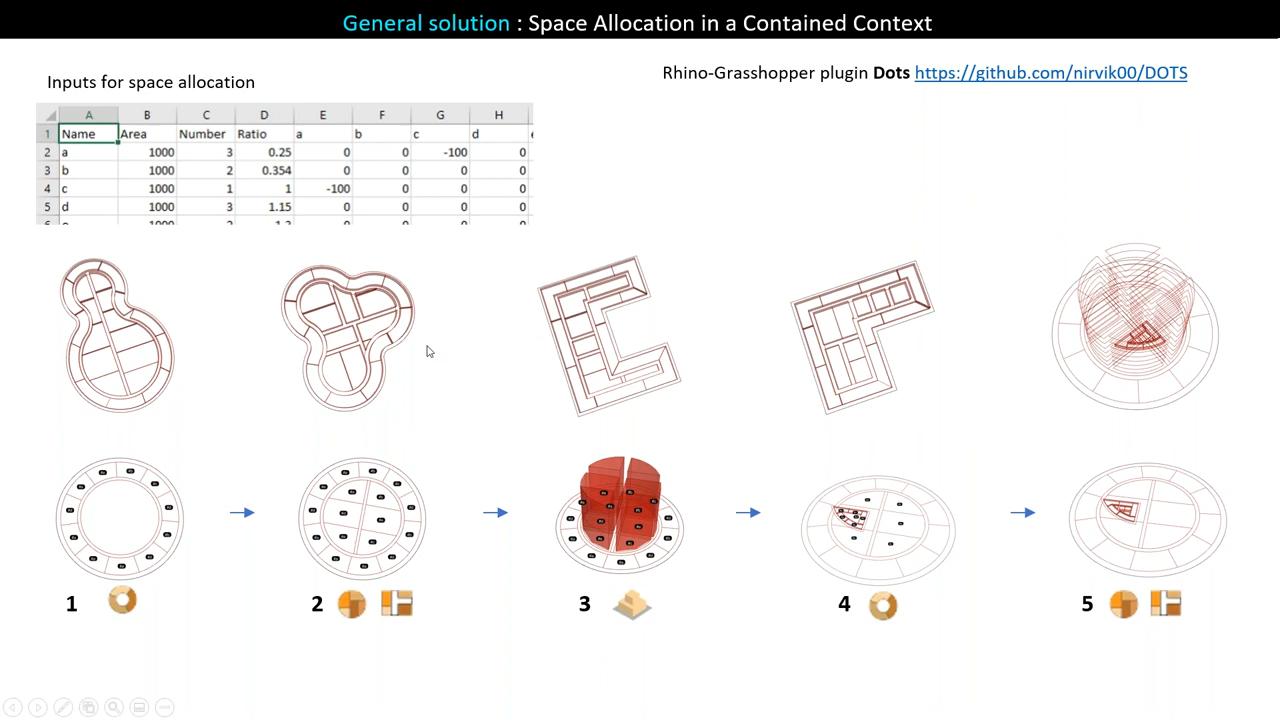 General solution : Space Allocation in a Contained Context
Inputs for space allocation
Rhino-Grasshopper plugin Dots https://github.com/nirvik00/DOTS
A B C D E F G H
1 Name Area Number Ratio a b c d
2 a 1000 3 0.25 0 0 -100 0
3 b 1000 2 0.354 0 0 0 0
4 c 1000 1 1 -100 0 0 0
5 d 1000 3 1.15 0 0 0 0
1 2 3 4 5